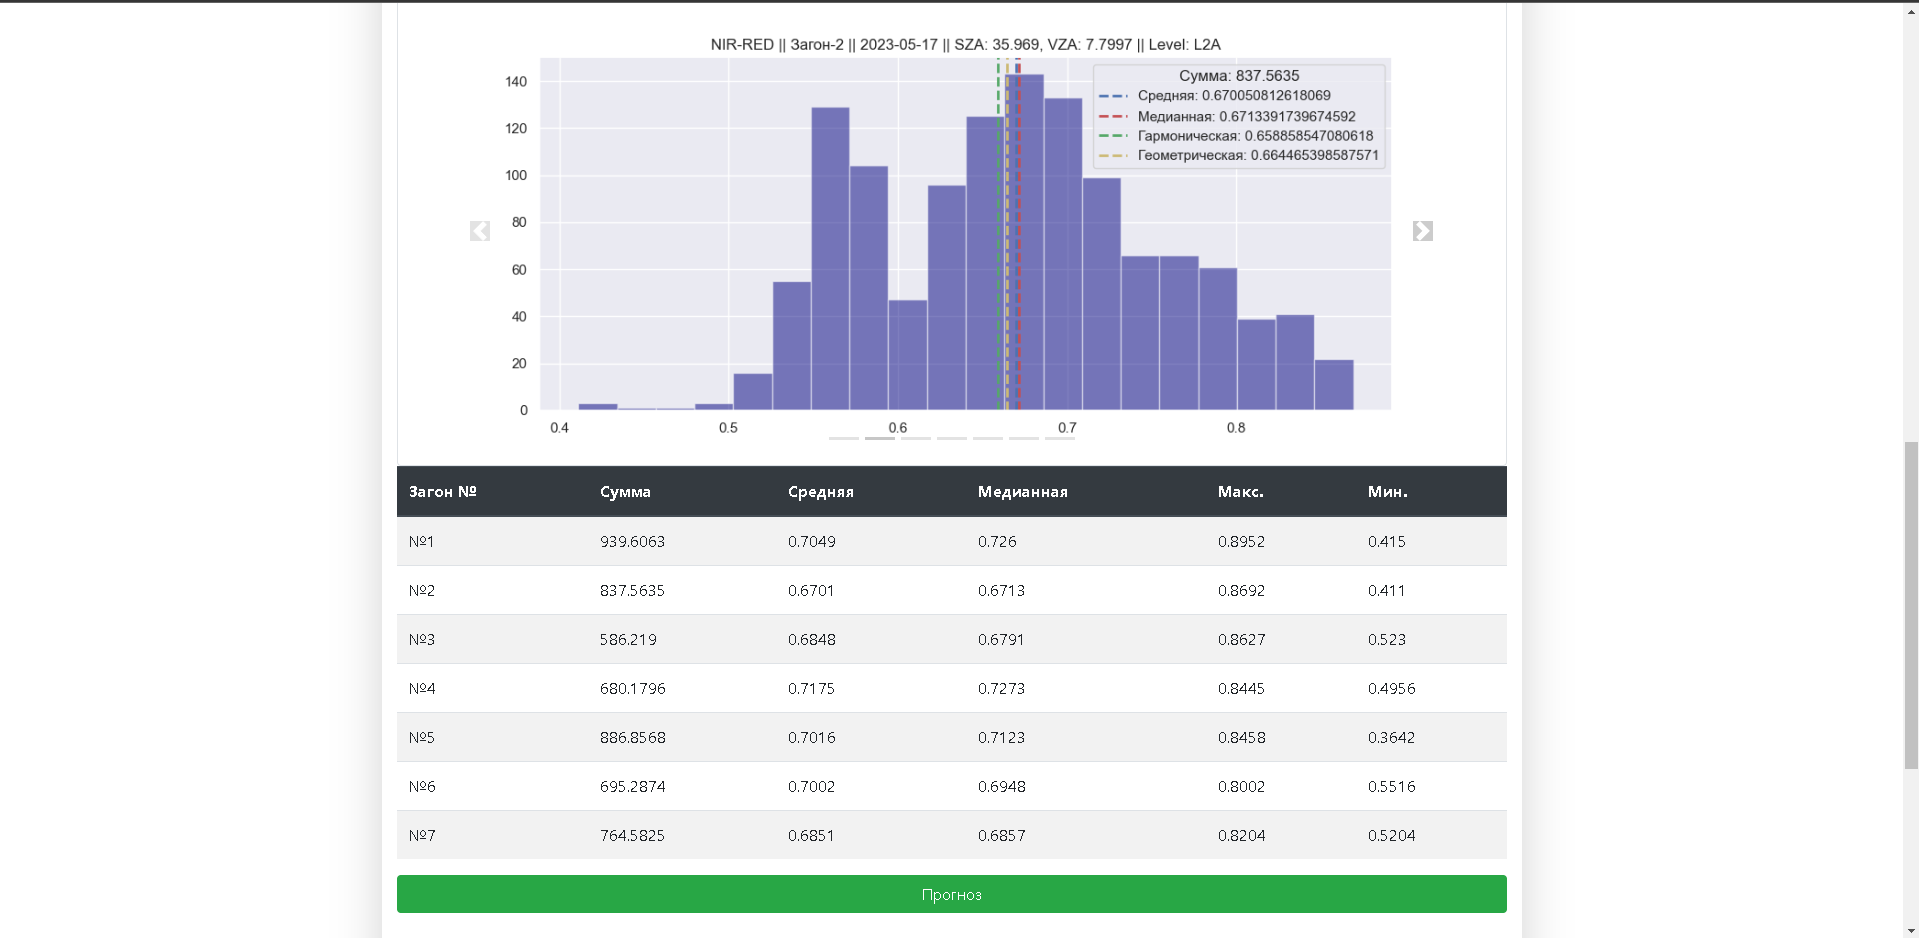 NIR-RED || Загон-2 || 2023-05-17 || SZA: 35.969, VZA: 7.7997 || Level: L2A
Сумма: 837.5635
Средняя: 0.670050812618069
Медианная: 0.6713391739674592
Гармоническая: 0.658858547080618
Геометрическая: 0.664465398587571
140
120
100
80
60
40
20
0
0.4 0.5 0.6 0.7 0.8
Загон № Сумма Средняя Медианная Макс. Мин.
№1 939.6063 0.7049 0.726 0.8952 0.415
№2 837.5635 0.6701 0.6713 0.8692 0.411
№3 586.219 0.6848 0.6791 0.8627 0.523
№4 680.1796 0.7175 0.7273 0.8445 0.4956
№5 886.8568 0.7016 0.7123 0.8458 0.3642
№6 695.2874 0.7002 0.6948 0.8002 0.5516
№7 764.5825 0.6851 0.6857 0.8204 0.5204
Прогноз